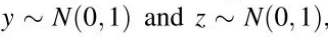 y ∼ N(0,1) and z ∼ N(0,1),